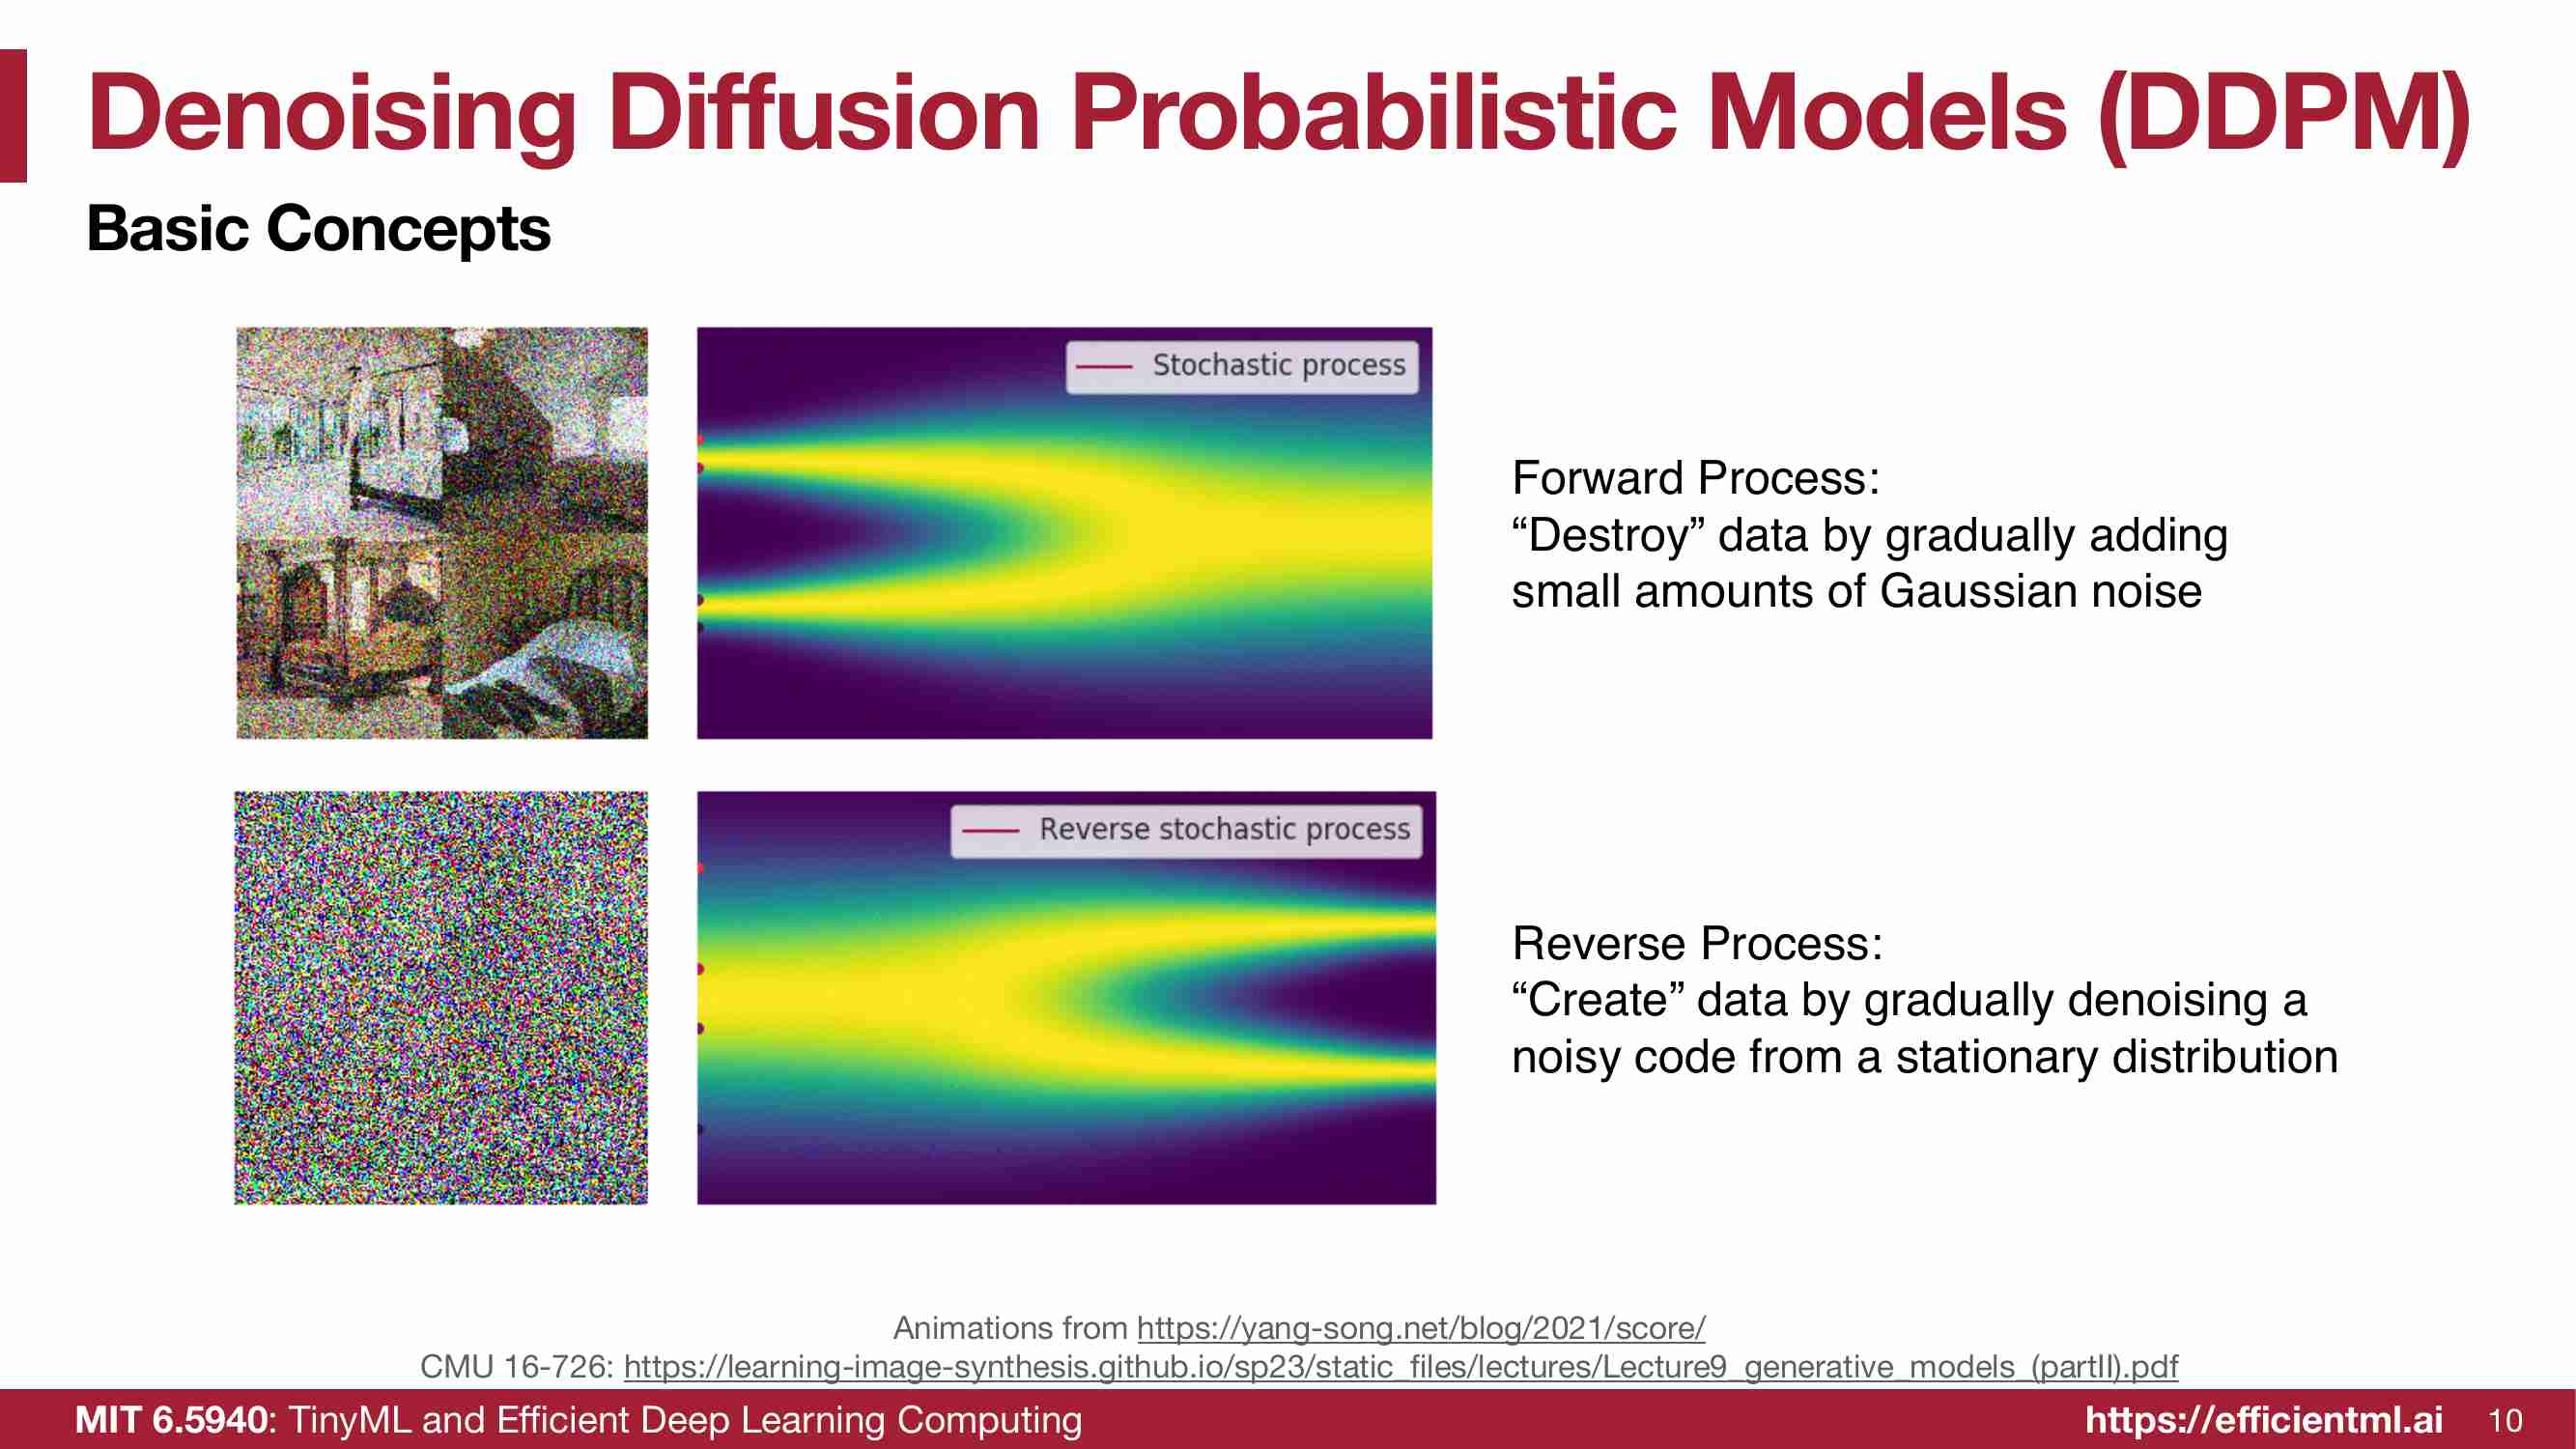 Denoising Diffusion Probabilistic Models (DDPM)
Basic Concepts
Stochastic process
Forward Process:
“Destroy” data by gradually adding
small amounts of Gaussian noise
Reverse stochastic process
Reverse Process:
“Create” data by gradually denoising a
noisy code from a stationary distribution
Animations from https://yang-song.net/blog/2021/score/
CMU 16-726: https://learning-image-synthesis.github.io/sp23/static_files/lectures/Lecture9_generative_models_(partII).pdf
MIT 6.5940: TinyML and Efficient Deep Learning Computing
https://efficientml.ai 10